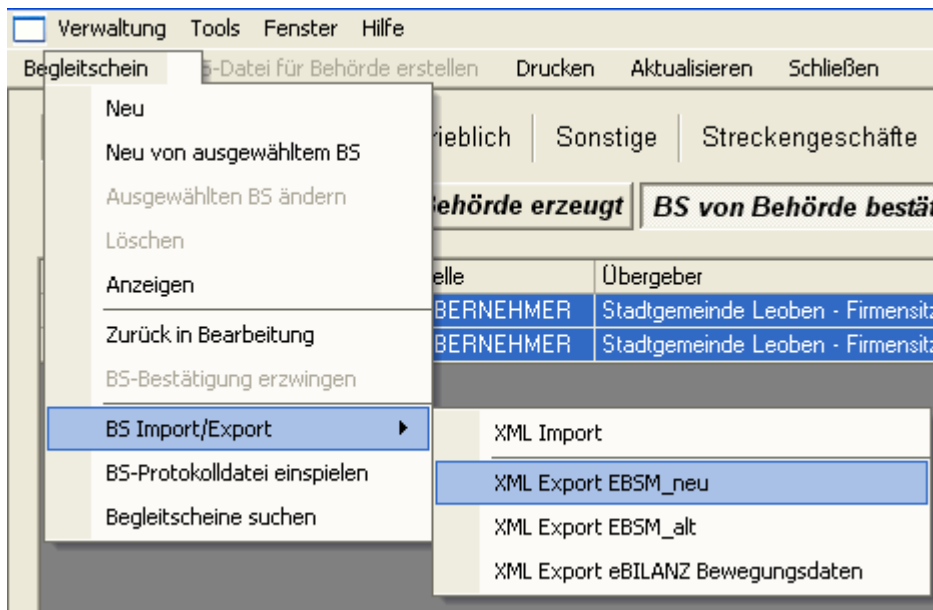 Verwaltung Tools Fenster Hilfe
Begleitschein -Datei für Behörde erstellen Drucken Aktualisieren Schließen
Neu
Neu von ausgewähltem BS
Ausgewählten BS ändern
Löschen
Anzeigen
Zurück in Bearbeitung
BS-Bestätigung erzwingen
BS Import/Export
BS-Protokolldatei einspielen
Begleitscheine suchen
rieblich Sonstige Streckengeschäfte
ehörde erzeugt BS von Behörde bestät
elle Übergeber
BERNEHMER Stadtgemeinde Leoben - Firmensitz
BERNEHMER Stadtgemeinde Leoben - Firmensitz
XML Import
XML Export EBSM_neu
XML Export EBSM_alt
XML Export eBILANZ Bewegungsdaten